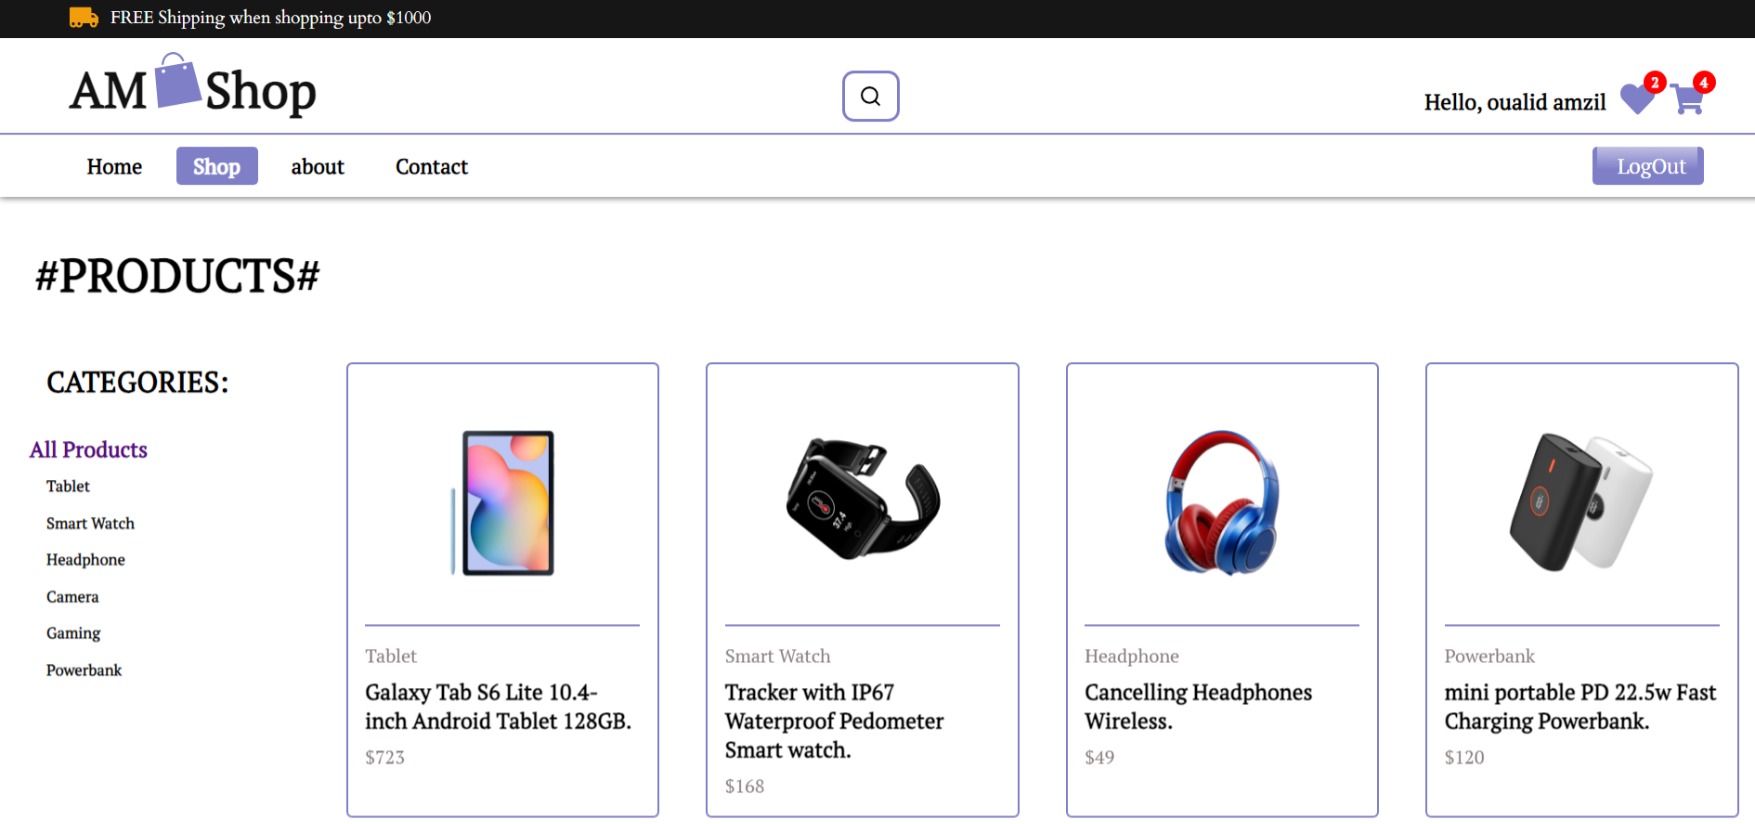 FREE Shipping when shopping upto $1000
AM Shop
Hello, oualid amzil
2
4
Home
Shop
about
Contact
LogOut
#PRODUCTS#
CATEGORIES:
All Products
Tablet
Smart Watch
Headphone
Camera
Gaming
Powerbank
Tablet
Galaxy Tab S6 Lite 10.4-
inch Android Tablet 128GB.
$723
37.4
Smart Watch
Tracker with IP67
Waterproof Pedometer
Smart watch.
$168
Headphone
Cancelling Headphones
Wireless.
$49
Powerbank
mini portable PD 22.5w Fast
Charging Powerbank.
$120